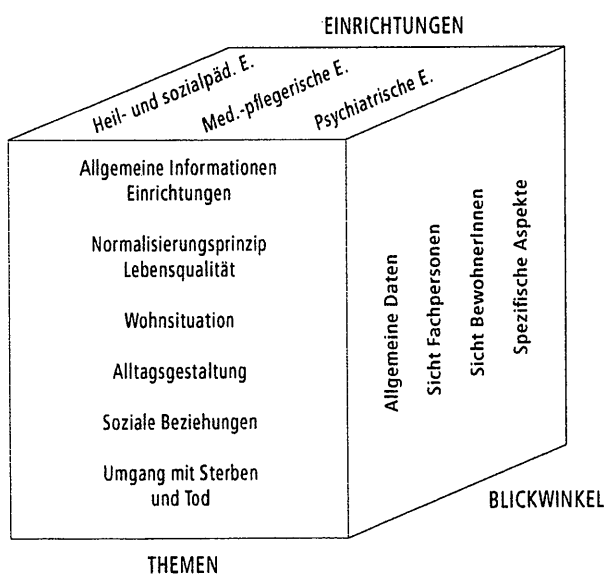 EINRICHTUNGEN
Heil- und sozialpäd. E.
Med.-pflegerische E.
Psychiatrische E.
Allgemeine Informationen
Einrichtungen
Normalisierungsprinzip
Lebensqualität
Wohnsituation
Alltagsgestaltung
Soziale Beziehungen
Umgang mit Sterben
und Tod
Allgemeine Daten
Sicht Fachpersonen
Sicht BewohnerInnen
Spezifische Aspekte
BLICKWINKEL
THEMEN